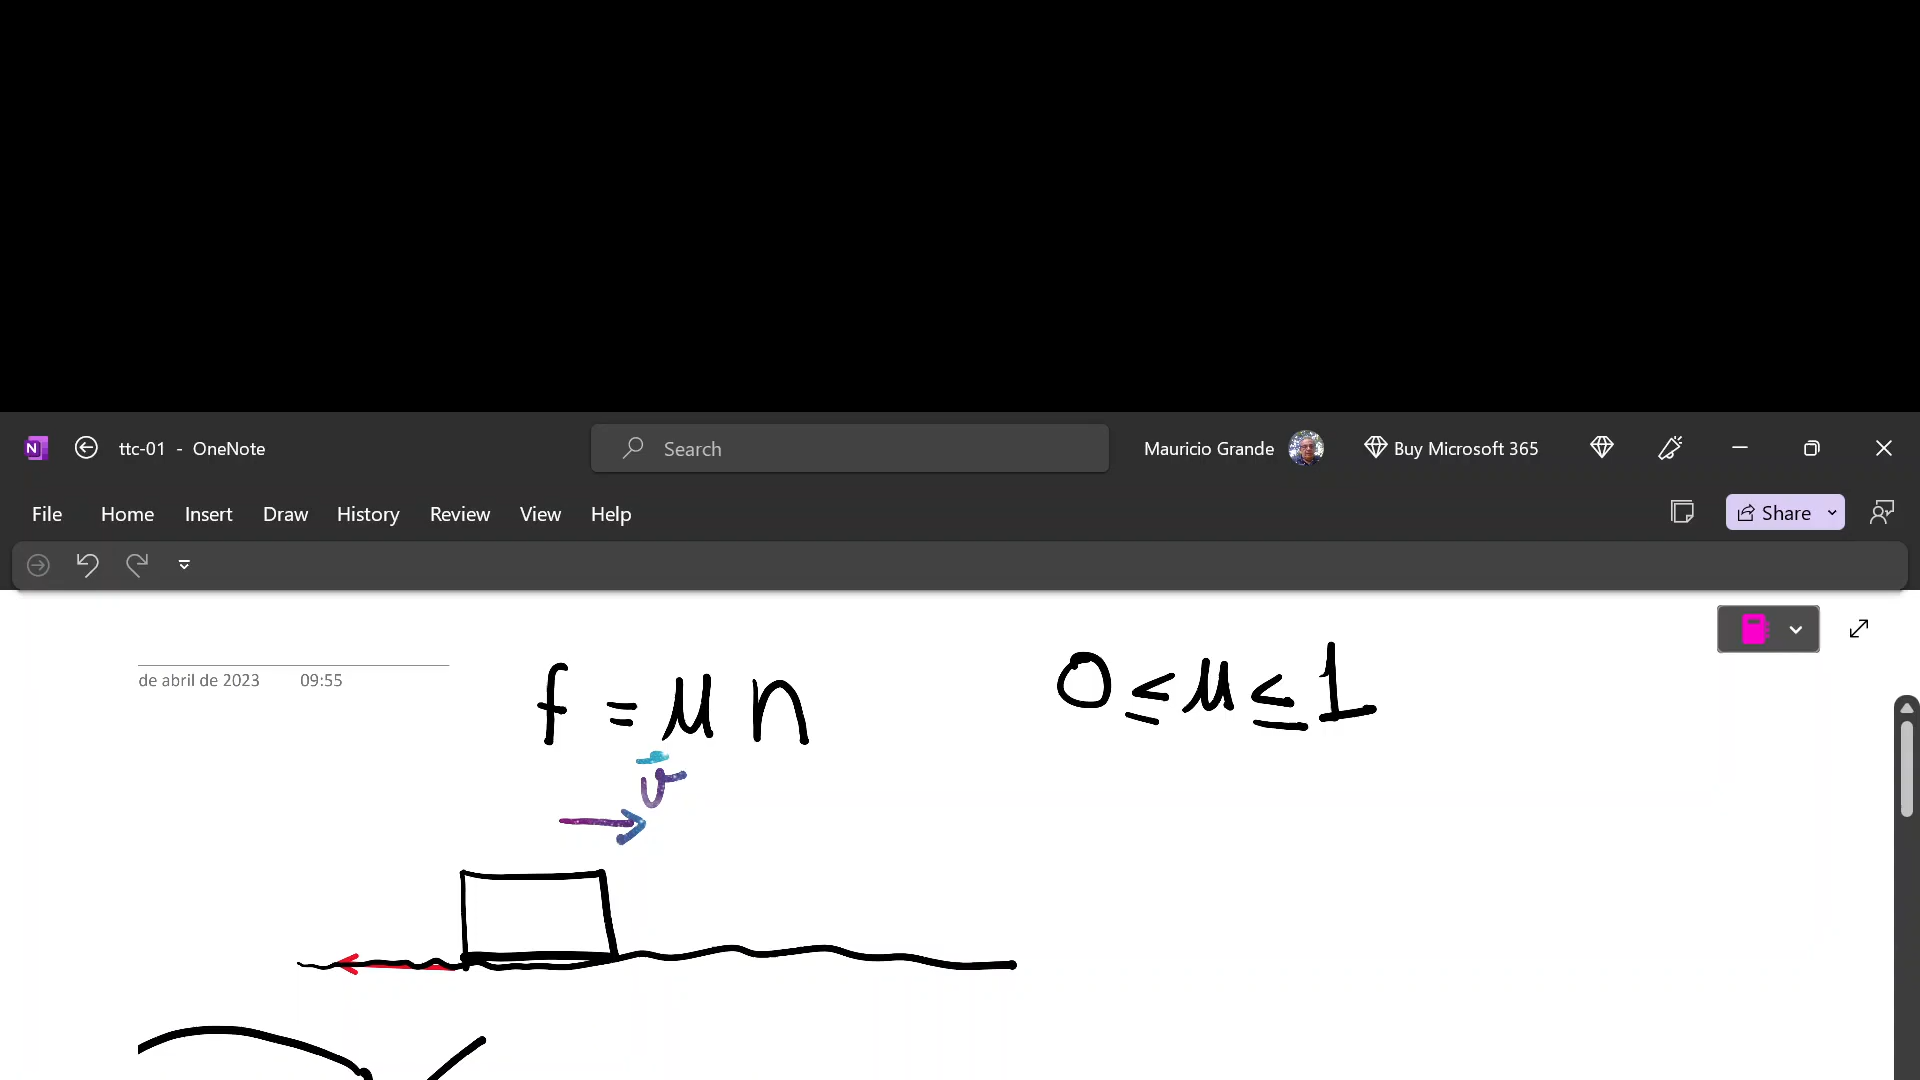 ttc-01 - OneNote
Search
Mauricio Grande
Buy Microsoft 365
File Home Insert Draw History Review View Help
Share
de abril de 2023 09:55
f = μ n
0 ≤ μ ≤ 1
v